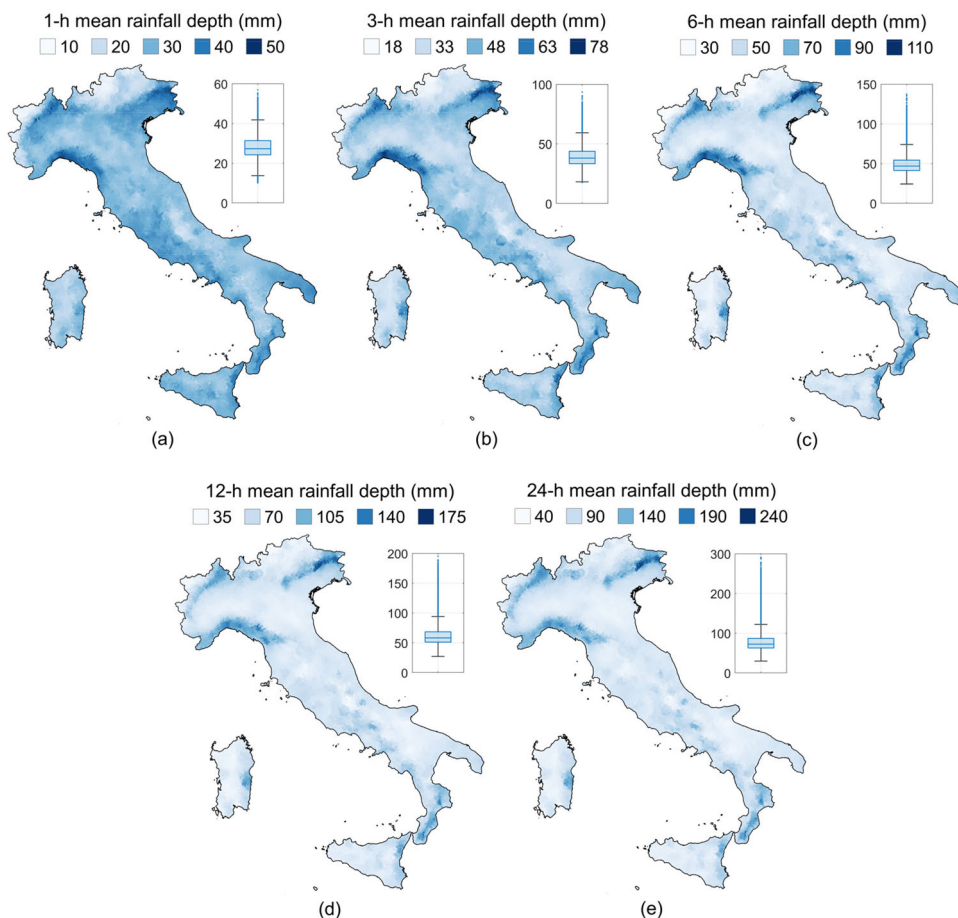 1-h mean rainfall depth (mm)
10 20 30 40 50
60
40
20
0
(a)
3-h mean rainfall depth (mm)
18 33 48 63 78
100
50
0
(b)
6-h mean rainfall depth (mm)
30 50 70 90 110
150
100
50
0
(c)
12-h mean rainfall depth (mm)
35 70 105 140 175
200
150
100
50
0
(d)
24-h mean rainfall depth (mm)
40 90 140 190 240
300
200
100
0
(e)